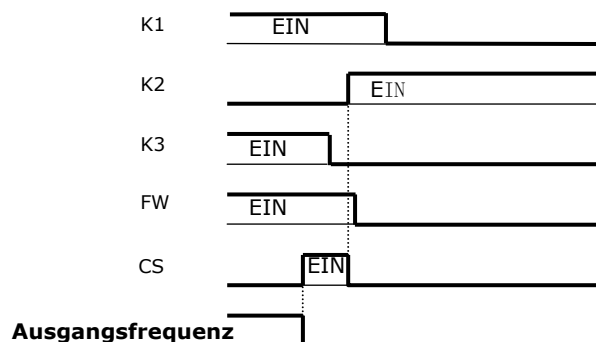 K1 EIN
K2 EIN
K3 EIN
FW EIN
CS EIN
Ausgangsfrequenz